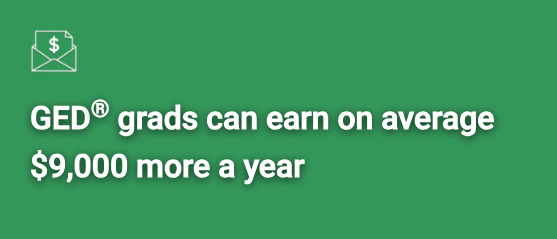 $
GED® grads can earn on average
$9,000 more a year